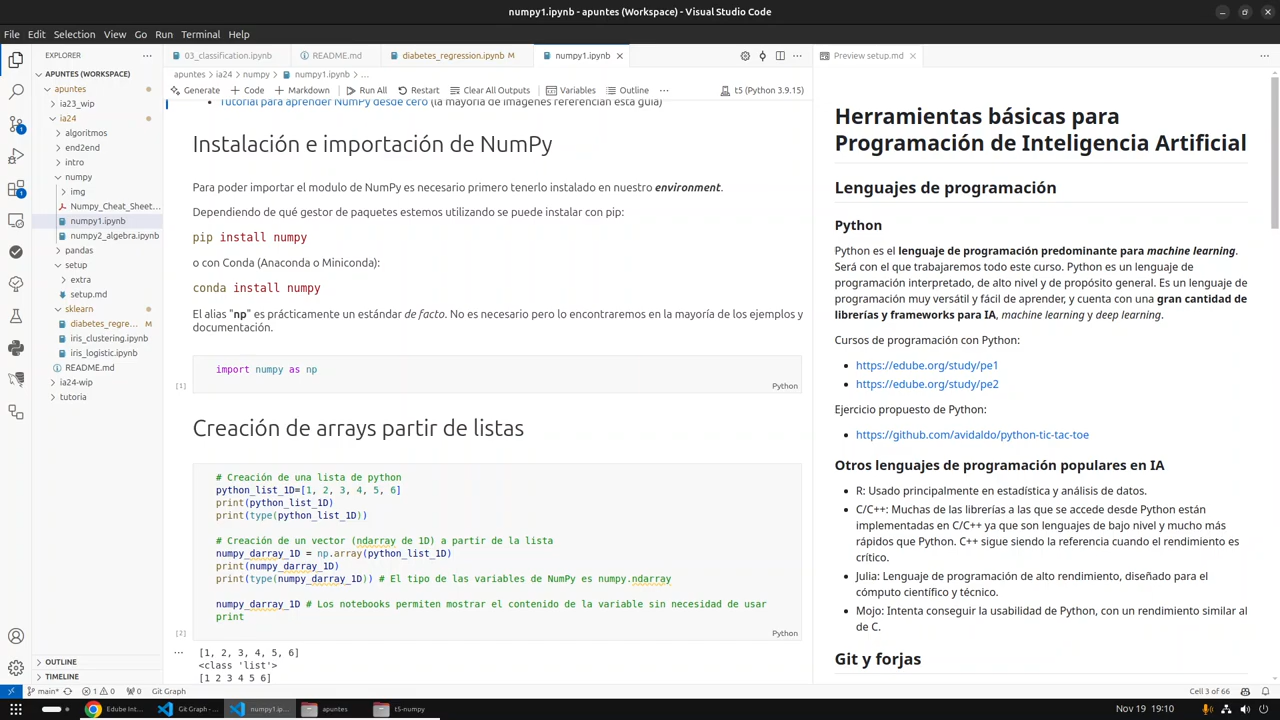 numpy1.ipynb - apuntes (Workspace) - Visual Studio Code
File Edit Selection View Go Run Terminal Help
EXPLORER
APUNTES (WORKSPACE)
apuntes
ia23_wip
ia24
algoritmos
end2end
intro
numpy
img
Numpy_Cheat_Sheet...
numpy1.ipynb
numpy2_algebra.ipynb
pandas
setup
extra
setup.md
sklearn
diabetes_regre... M
iris_clustering.ipynb
iris_logistic.ipynb
README.md
ia24-wip
tutoria
OUTLINE
TIMELINE
03_classification.ipynb README.md diabetes_regression.ipynb M numpy1.ipynb
apuntes > ia24 > numpy > numpy1.ipynb > ...
Generate + Code + Markdown Run All Restart Clear All Outputs Variables Outline ... t5 (Python 3.9.15)
Tutorial para aprender NumPy desde cero (la mayoría de imágenes referencian esta guía)
Instalación e importación de NumPy
Para poder importar el modulo de NumPy es necesario primero tenerlo instalado en nuestro environment.
Dependiendo de qué gestor de paquetes estemos utilizando se puede instalar con pip:
pip install numpy
o con Conda (Anaconda o Miniconda):
conda install numpy
El alias "np" es prácticamente un estándar de facto. No es necesario pero lo encontraremos en la mayoría de los ejemplos y
documentación.
import numpy as np
[1] Python
Creación de arrays partir de listas
# Creación de una lista de python
python_list_1D=[1, 2, 3, 4, 5, 6]
print(python_list_1D)
print(type(python_list_1D))
# Creación de un vector (ndarray de 1D) a partir de la lista
numpy_darray_1D = np.array(python_list_1D)
print(numpy_darray_1D)
print(type(numpy_darray_1D)) # El tipo de las variables de NumPy es numpy.ndarray
numpy_darray_1D # Los notebooks permiten mostrar el contenido de la variable sin necesidad de usar
print
[2] Python
... [1, 2, 3, 4, 5, 6]
<class 'list'>
[1 2 3 4 5 6]
Preview setup.md
Herramientas básicas para
Programación de Inteligencia Artificial
Lenguajes de programación
Python
Python es el lenguaje de programación predominante para machine learning.
Será con el que trabajaremos todo este curso. Python es un lenguaje de
programación interpretado, de alto nivel y de propósito general. Es un lenguaje de
programación muy versátil y fácil de aprender, y cuenta con una gran cantidad de
librerías y frameworks para IA, machine learning y deep learning.
Cursos de programación con Python:
• https://edube.org/study/pe1
• https://edube.org/study/pe2
Ejercicio propuesto de Python:
• https://github.com/avidaldo/python-tic-tac-toe
Otros lenguajes de programación populares en IA
• R: Usado principalmente en estadística y análisis de datos.
• C/C++: Muchas de las librerías a las que se accede desde Python están
implementadas en C/C++ ya que son lenguajes de bajo nivel y mucho más
rápidos que Python. C++ sigue siendo la referencia cuando el rendimiento es
crítico.
• Julia: Lenguaje de programación de alto rendimiento, diseñado para el
cómputo científico y técnico.
• Mojo: Intenta conseguir la usabilidad de Python, con un rendimiento similar al
de C.
Git y forjas
main* 1 0 0 Git Graph Cell 3 of 66
Edube Int... Git Graph -... numpy1.ip... apuntes t5-numpy Nov 19 19:10